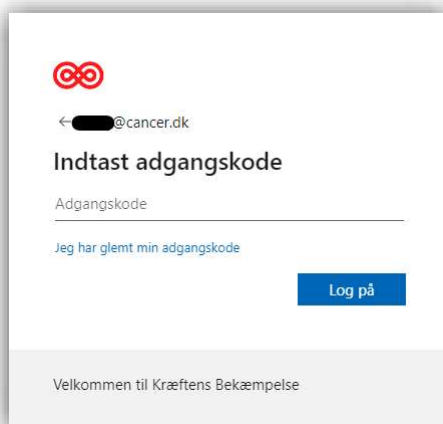 @cancer.dk
Indtast adgangskode
Adgangskode
Jeg har glemt min adgangskode
Log på
Velkommen til Kræftens Bekæmpelse